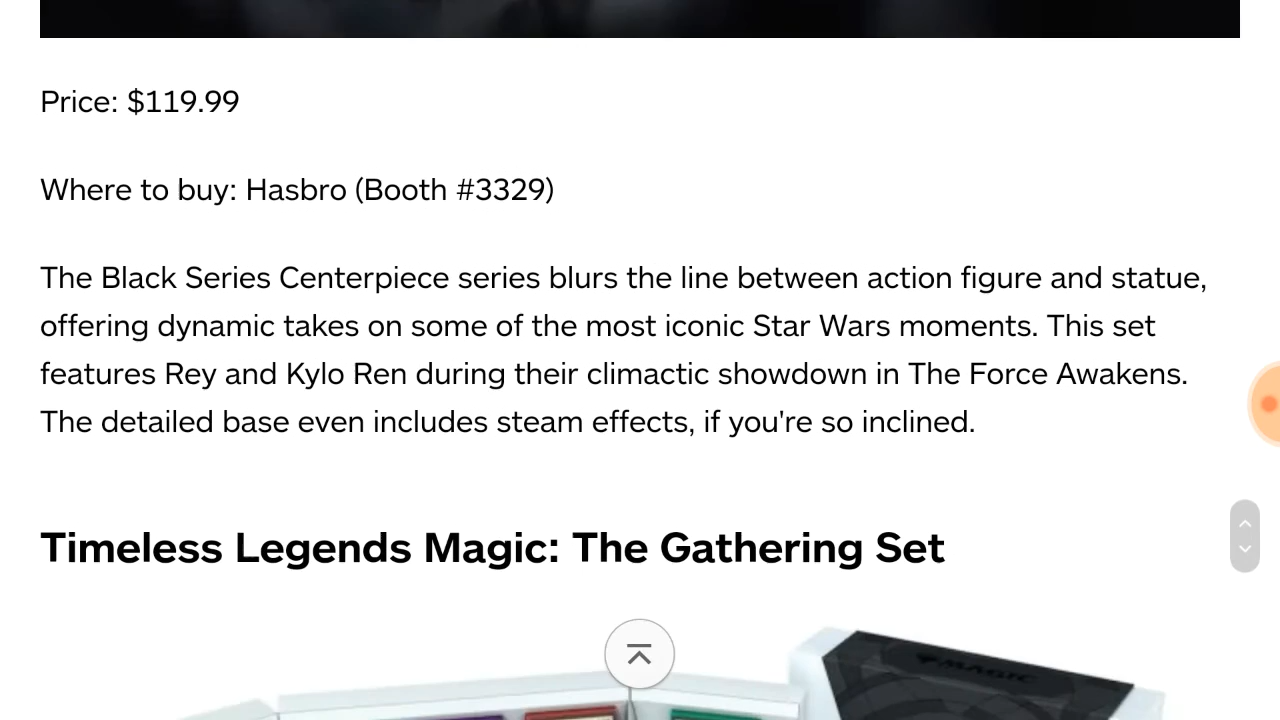 Price: $119.99
Where to buy: Hasbro (Booth #3329)
The Black Series Centerpiece series blurs the line between action figure and statue,
offering dynamic takes on some of the most iconic Star Wars moments. This set
features Rey and Kylo Ren during their climactic showdown in The Force Awakens.
The detailed base even includes steam effects, if you're so inclined.
Timeless Legends Magic: The Gathering Set
MAGIC